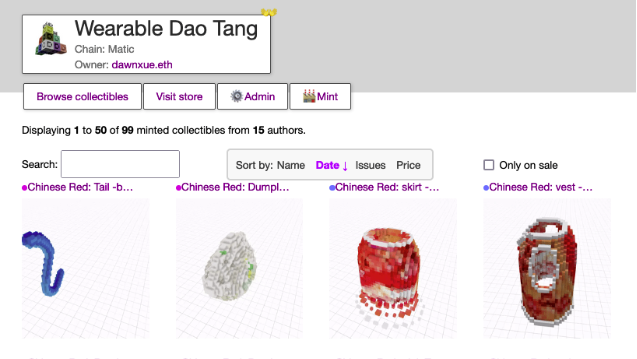 Wearable Dao Tang
Chain: Matic
Owner: dawnxue.eth
Browse collectibles
Visit store
Admin
Mint
Displaying 1 to 50 of 99 minted collectibles from 15 authors.
Search:
Sort by: Name Date ↓ Issues Price
Only on sale
Chinese Red: Tail -b...
Chinese Red: Dumpl...
Chinese Red: skirt -...
Chinese Red: vest -...